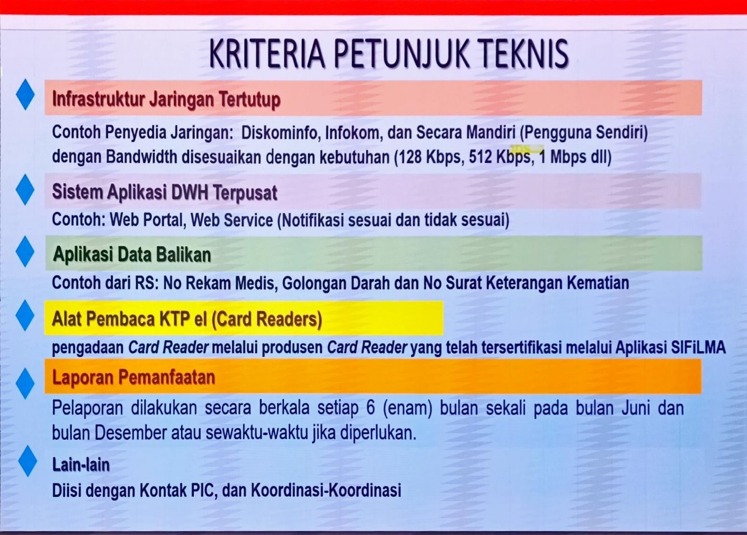 KRITERIA PETUNJUK TEKNIS
Infrastruktur Jaringan Tertutup
Contoh Penyedia Jaringan: Diskominfo, Infokom, dan Secara Mandiri (Pengguna Sendiri)
dengan Bandwidth disesuaikan dengan kebutuhan (128 Kbps, 512 Kbps, 1 Mbps dll)
Sistem Aplikasi DWH Terpusat
Contoh: Web Portal, Web Service (Notifikasi sesuai dan tidak sesuai)
Aplikasi Data Balikan
Contoh dari RS: No Rekam Medis, Golongan Darah dan No Surat Keterangan Kematian
Alat Pembaca KTP el (Card Readers)
pengadaan Card Reader melalui produsen Card Reader yang telah tersertifikasi melalui Aplikasi SIFiLMA
Laporan Pemanfaatan
Pelaporan dilakukan secara berkala setiap 6 (enam) bulan sekali pada bulan Juni dan
bulan Desember atau sewaktu-waktu jika diperlukan.
Lain-lain
Diisi dengan Kontak PIC, dan Koordinasi-Koordinasi